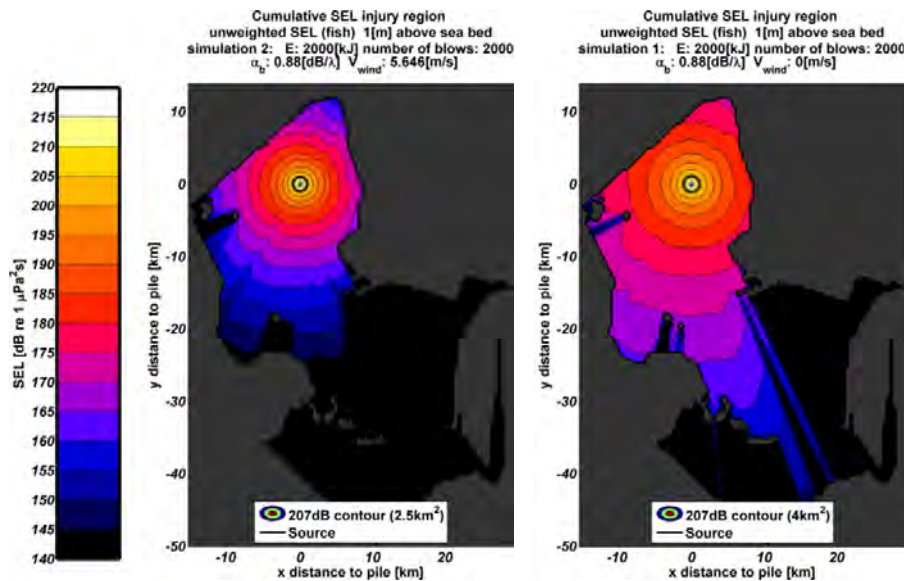 Cumulative SEL injury region
unweighted SEL (fish) 1[m] above sea bed
simulation 2: E: 2000[kJ] number of blows: 2000
α_b: 0.88[dB/λ] V_wind: 5.646[m/s]
Cumulative SEL injury region
unweighted SEL (fish) 1[m] above sea bed
simulation 1: E: 2000[kJ] number of blows: 2000
α_b: 0.88[dB/λ] V_wind: 0[m/s]
SEL [dB re 1 μPa²s]
220
215
210
205
200
195
190
185
180
175
170
165
160
155
150
145
140
y distance to pile [km]
10
0
-10
-20
-30
-40
-50
207dB contour (2.5km²)
Source
-10
0
10
20
x distance to pile [km]
y distance to pile [km]
10
0
-10
-20
-30
-40
-50
207dB contour (4km²)
Source
-10
0
10
20
x distance to pile [km]